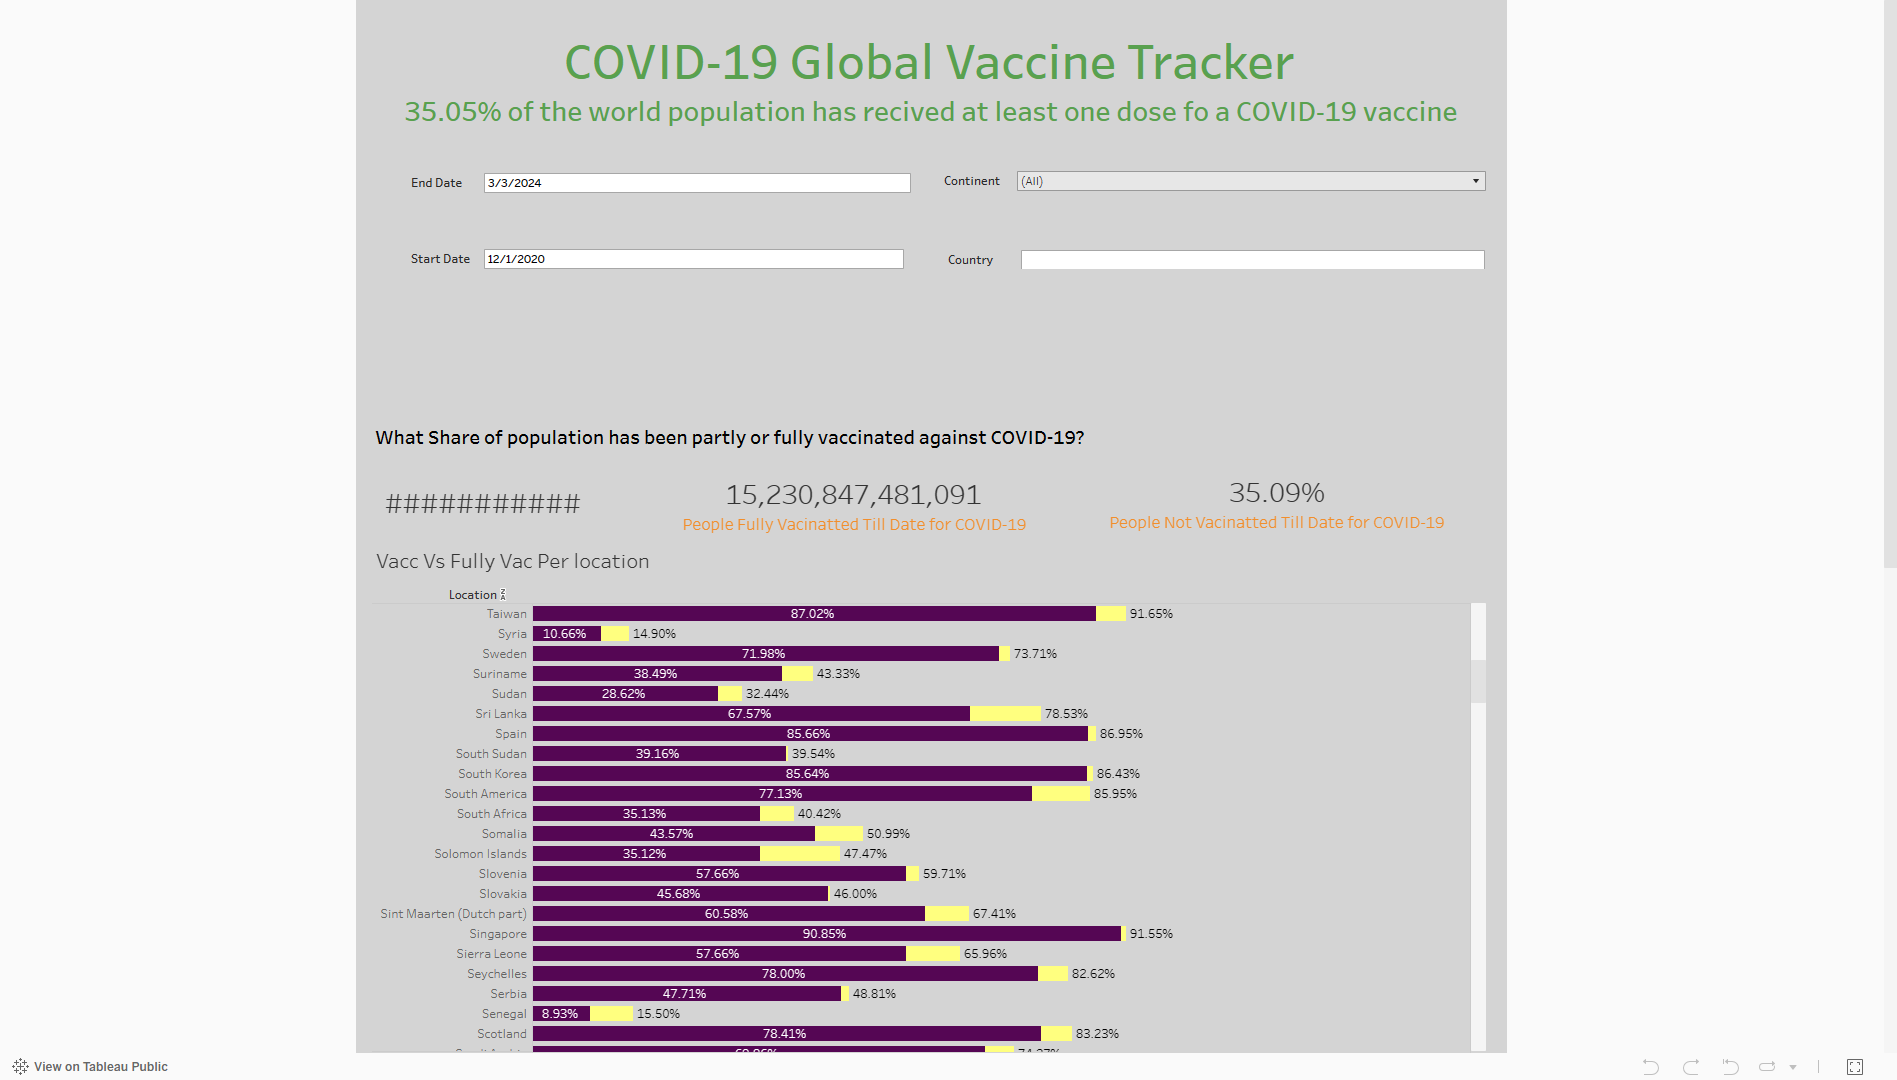 COVID-19 Global Vaccine Tracker
35.05% of the world population has recived at least one dose fo a COVID-19 vaccine
End Date 3/3/2024 Continent (All)
Start Date 12/1/2020 Country
What Share of population has been partly or fully vaccinated against COVID-19?
########### 15,230,847,481,091 35.09%
People Fully Vacinatted Till Date for COVID-19 People Not Vacinatted Till Date for COVID-19
Vacc Vs Fully Vac Per location
Location
Taiwan 87.02% 91.65%
Syria 10.66% 14.90%
Sweden 71.98% 73.71%
Suriname 38.49% 43.33%
Sudan 28.62% 32.44%
Sri Lanka 67.57% 78.53%
Spain 85.66% 86.95%
South Sudan 39.16% 39.54%
South Korea 85.64% 86.43%
South America 77.13% 85.95%
South Africa 35.13% 40.42%
Somalia 43.57% 50.99%
Solomon Islands 35.12% 47.47%
Slovenia 57.66% 59.71%
Slovakia 45.68% 46.00%
Sint Maarten (Dutch part) 60.58% 67.41%
Singapore 90.85% 91.55%
Sierra Leone 57.66% 65.96%
Seychelles 78.00% 82.62%
Serbia 47.71% 48.81%
Senegal 8.93% 15.50%
Scotland 78.41% 83.23%
View on Tableau Public